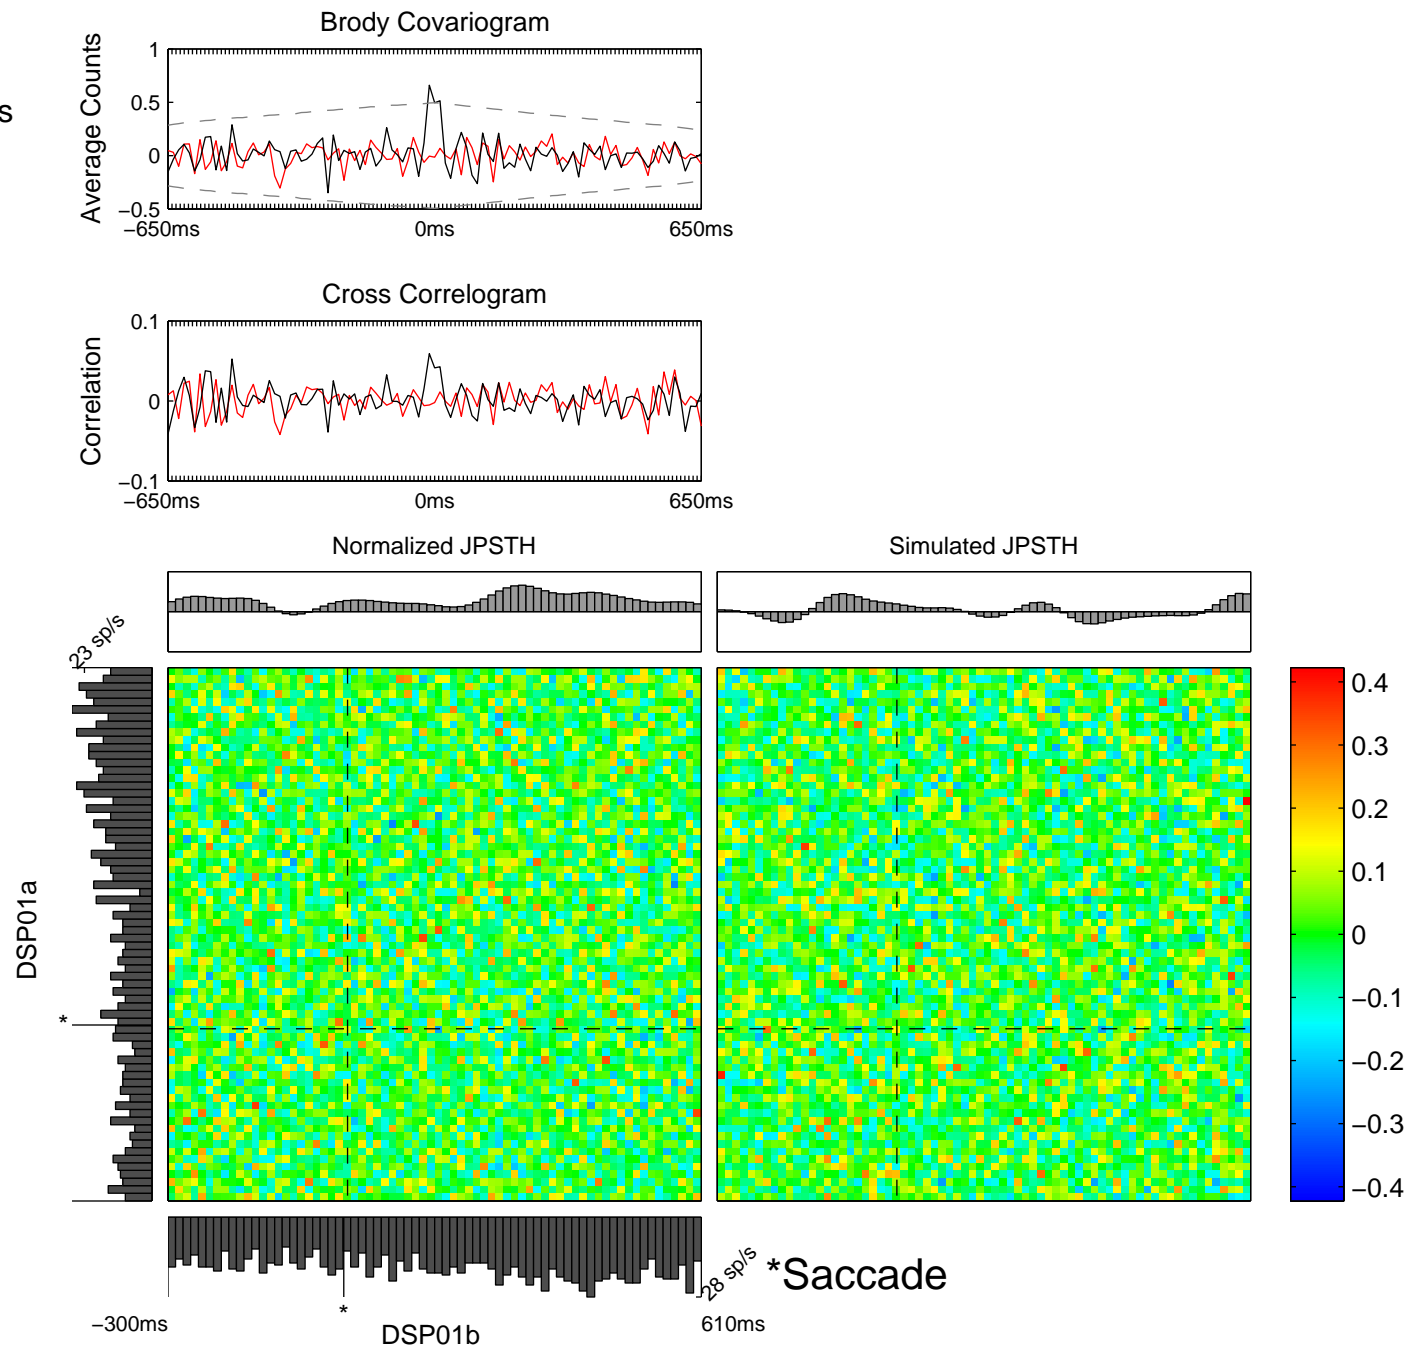 Brody Covariogram
s
Average Counts
1
0.5
0
−0.5
−650ms
0ms
650ms
Cross Correlogram
Correlation
0.1
0
−0.1
−650ms
0ms
650ms
Normalized JPSTH
Simulated JPSTH
23 sp/s
DSP01a
*
0.4
0.3
0.2
0.1
0
−0.1
−0.2
−0.3
−0.4
28 sp/s
*Saccade
*
−300ms
DSP01b
610ms